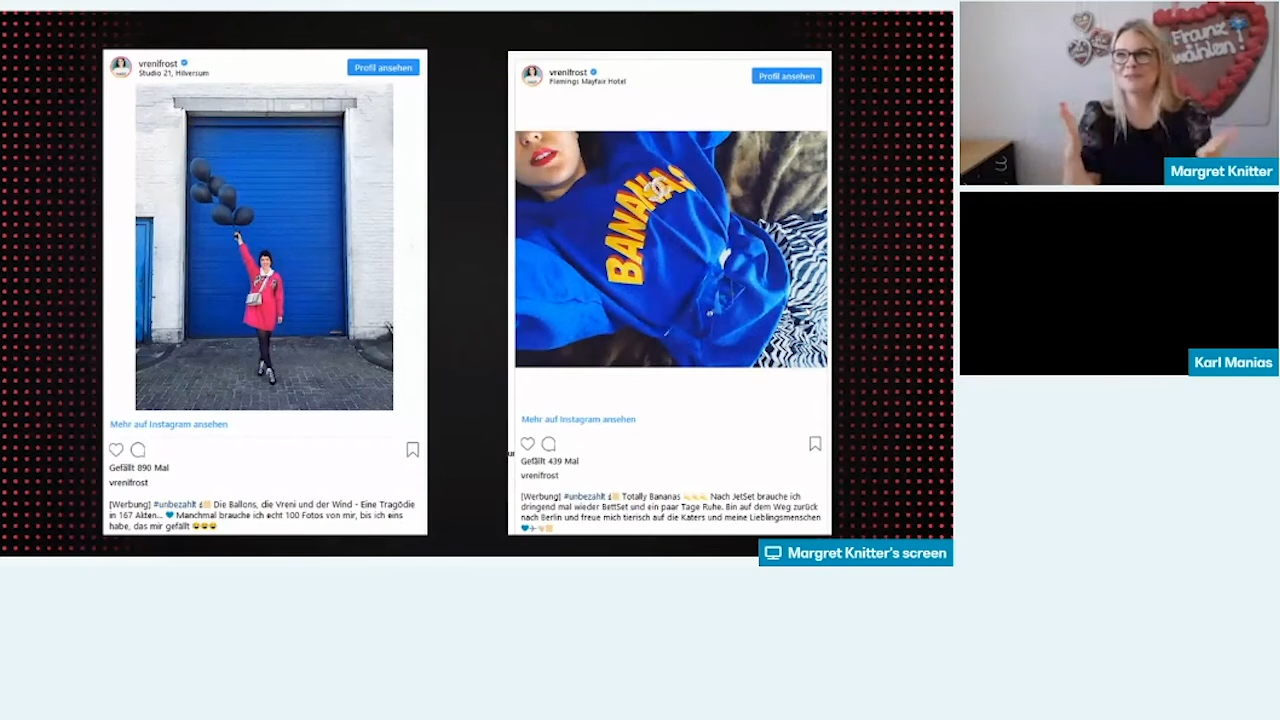 vrenifrost
Studio 21, Hilversum
Profil ansehen
Mehr auf Instagram ansehen
Gefällt 890 Mal
vrenifrost
[Werbung] #unbezahlt Die Ballons, die Vreni und der Wind - Eine Tragödie
in 167 Akten... 💙 Manchmal brauche ich echt 100 Fotos von mir, bis ich eins
habe, das mir gefällt 😂😂😂
vrenifrost
Flemings Mayfair Hotel
Profil ansehen
BANANAS
Mehr auf Instagram ansehen
Gefällt 439 Mal
vrenifrost
[Werbung] #unbezahlt Totally Bananas Nach JetSet brauche ich
dringend mal wieder BettSet und ein paar Tage Ruhe. Bin auf dem Weg zurück
nach Berlin und freue mich tierisch auf die Katers und meine Lieblingsmenschen
Margret Knitter's screen
Franzi
wählen!
Margret Knitter
Karl Manias